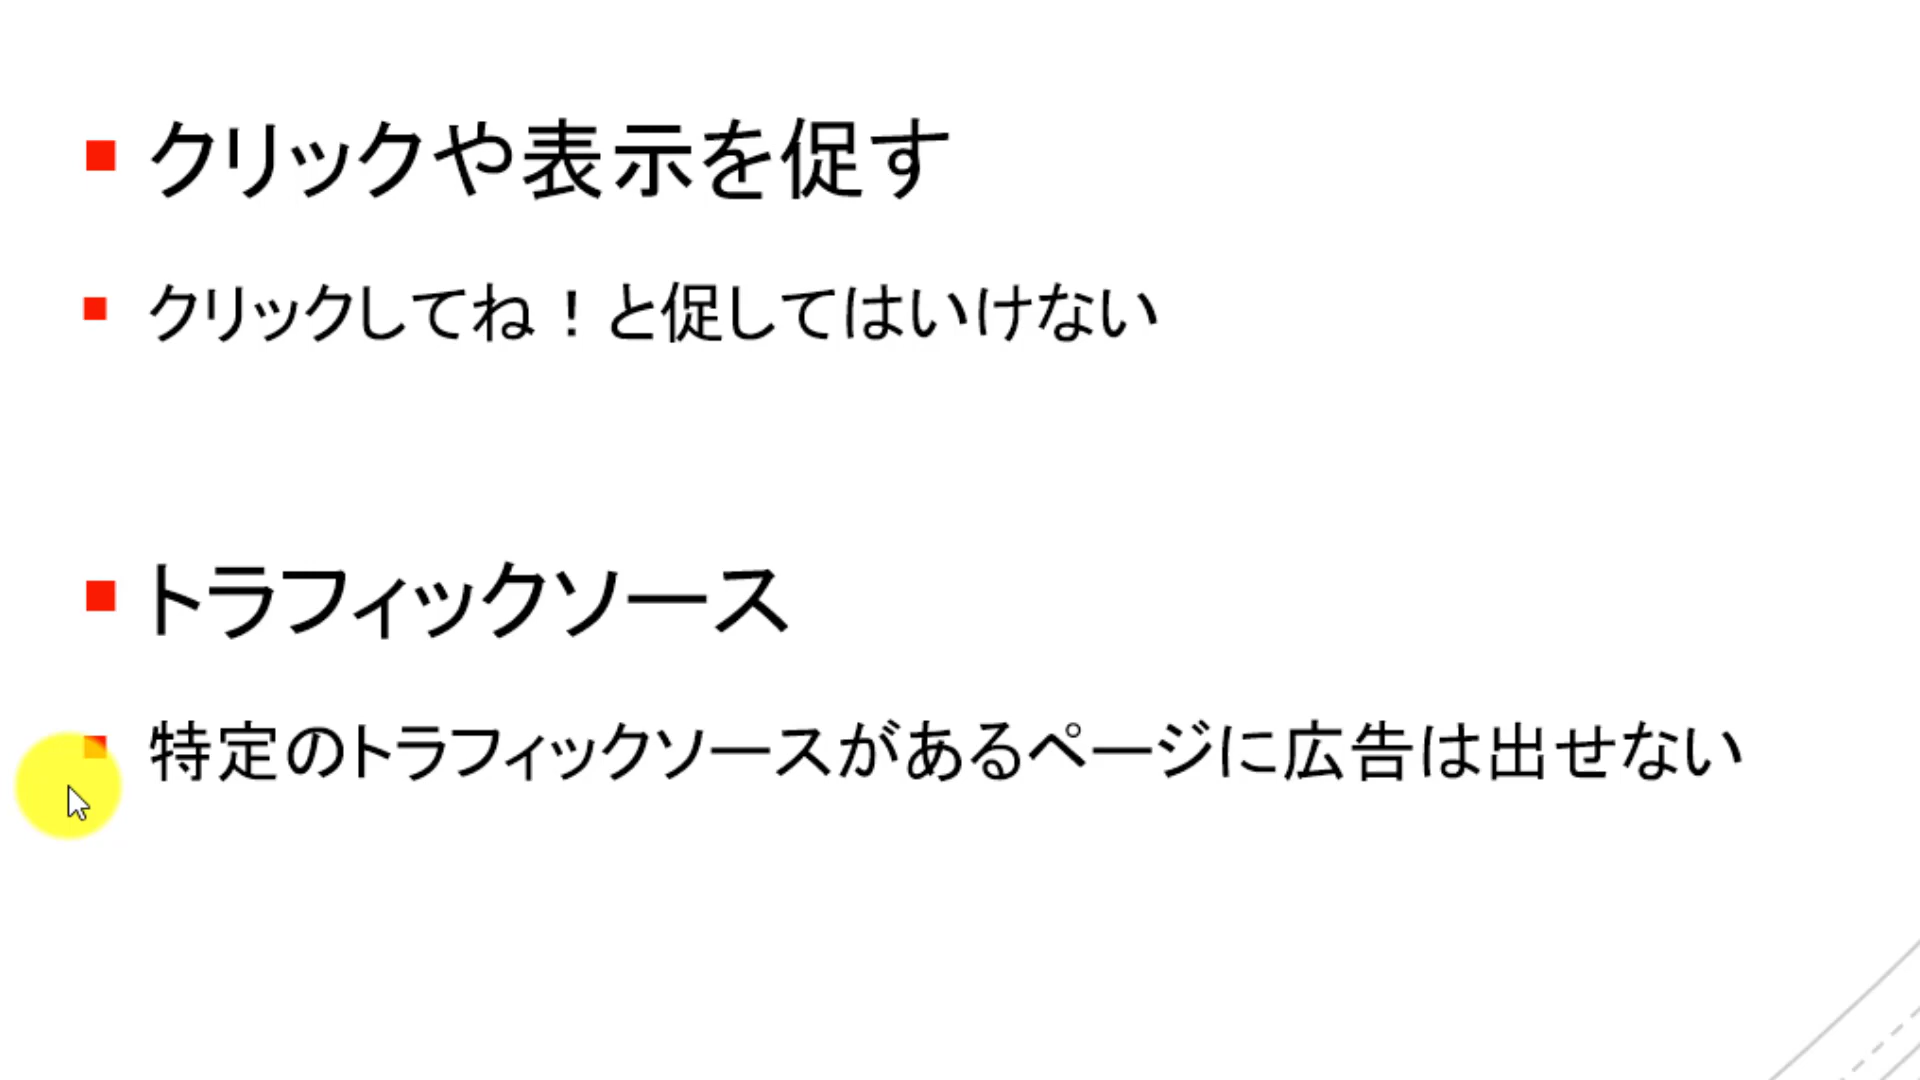 クリックや表示を促す
クリックしてね！と促してはいけない
トラフィックソース
特定のトラフィックソースがあるページに広告は出せない